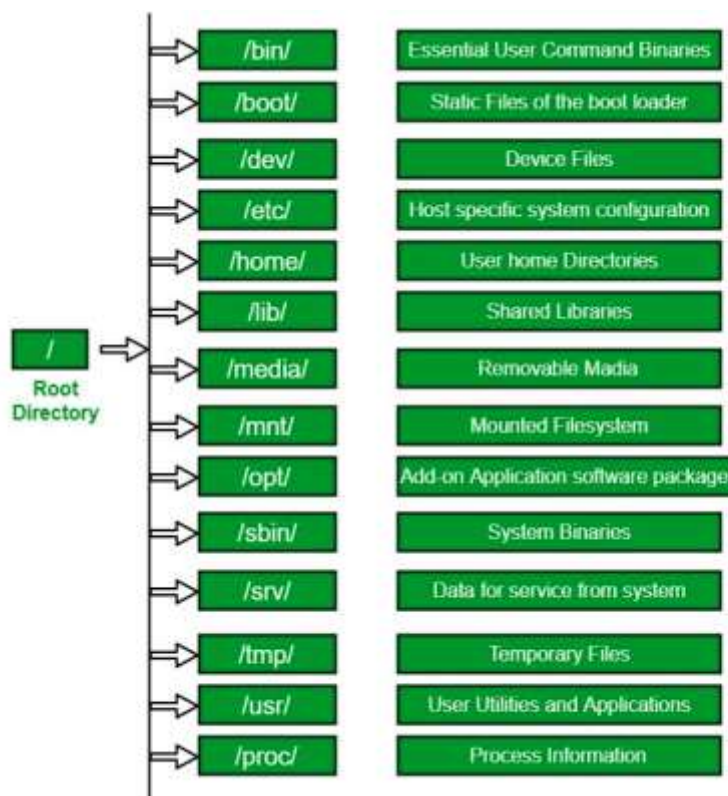 /bin/ Essential User Command Binaries
/boot/ Static Files of the boot loader
/dev/ Device Files
/etc/ Host specific system configuration
/home/ User home Directories
/lib/ Shared Libraries
/
Root
Directory
/media/ Removable Madia
/mnt/ Mounted Filesystem
/opt/ Add-on Application software package
/sbin/ System Binaries
/srv/ Data for service from system
/tmp/ Temporary Files
/usr/ User Utilities and Applications
/proc/ Process Information